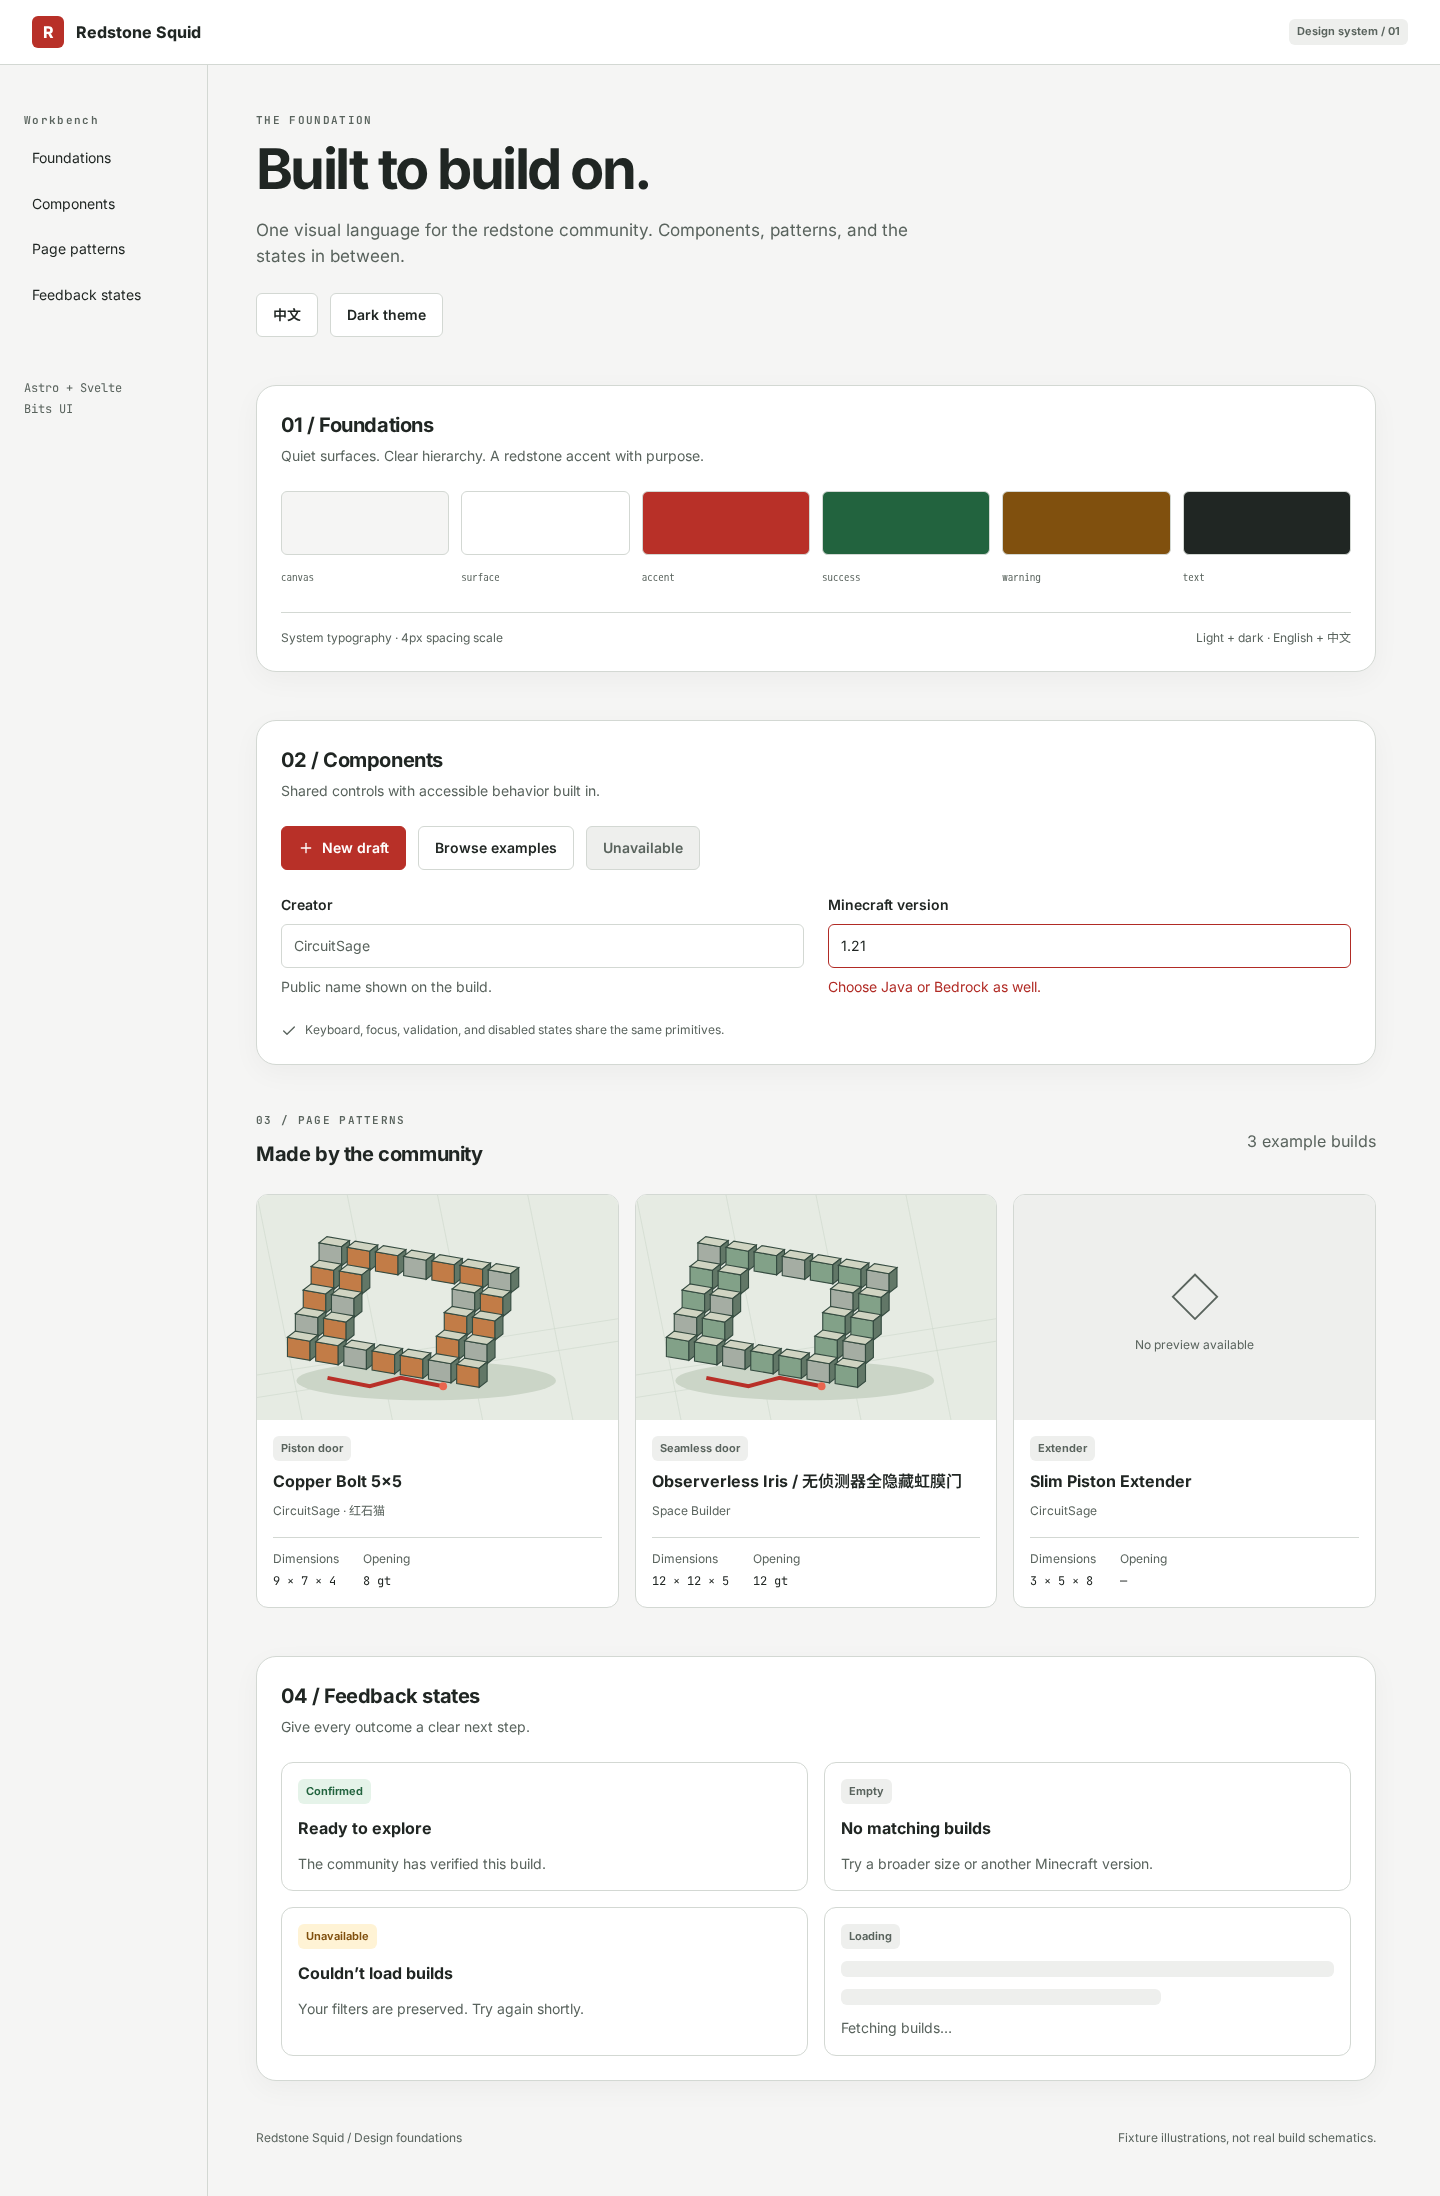 R
Redstone Squid
Design system / 01
Workbench
Foundations
Components
Page patterns
Feedback states
Astro + Svelte
Bits UI
THE FOUNDATION
Built to build on.
One visual language for the redstone community. Components, patterns, and the
states in between.
中文
Dark theme
01 / Foundations
Quiet surfaces. Clear hierarchy. A redstone accent with purpose.
canvas
surface
accent
success
warning
text
System typography · 4px spacing scale
Light + dark · English + 中文
02 / Components
Shared controls with accessible behavior built in.
+ New draft
Browse examples
Unavailable
Creator
Minecraft version
CircuitSage
1.21
Public name shown on the build.
Choose Java or Bedrock as well.
Keyboard, focus, validation, and disabled states share the same primitives.
03 / PAGE PATTERNS
Made by the community
3 example builds
No preview available
Piston door
Copper Bolt 5×5
CircuitSage · 红石猫
Dimensions
Opening
9 × 7 × 4
8 gt
Seamless door
Observerless Iris / 无侦测器全隐藏虹膜门
Space Builder
Dimensions
Opening
12 × 12 × 5
12 gt
Extender
Slim Piston Extender
CircuitSage
Dimensions
Opening
3 × 5 × 8
—
04 / Feedback states
Give every outcome a clear next step.
Confirmed
Ready to explore
The community has verified this build.
Empty
No matching builds
Try a broader size or another Minecraft version.
Unavailable
Couldn’t load builds
Your filters are preserved. Try again shortly.
Loading
Fetching builds…
Redstone Squid / Design foundations
Fixture illustrations, not real build schematics.